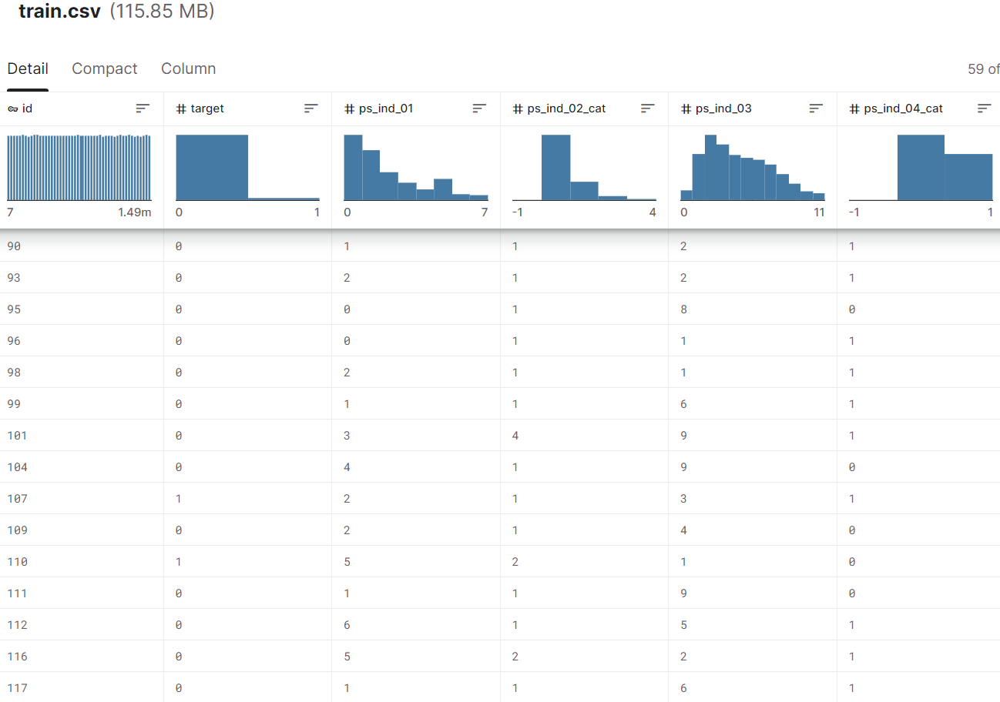 train.csv (115.85 MB)
Detail Compact Column 59 of
id # target # ps_ind_01 # ps_ind_02_cat # ps_ind_03 # ps_ind_04_cat
7 1.49m 0 1 0 7 -1 4 0 11 -1 1
90 0 1 1 2 1
93 0 2 1 2 1
95 0 0 1 8 0
96 0 0 1 1 1
98 0 2 1 1 1
99 0 1 1 6 1
101 0 3 4 9 1
104 0 4 1 9 0
107 1 2 1 3 1
109 0 2 1 4 0
110 1 5 2 1 0
111 0 1 1 9 0
112 0 6 1 5 1
116 0 5 2 2 1
117 0 1 1 6 1